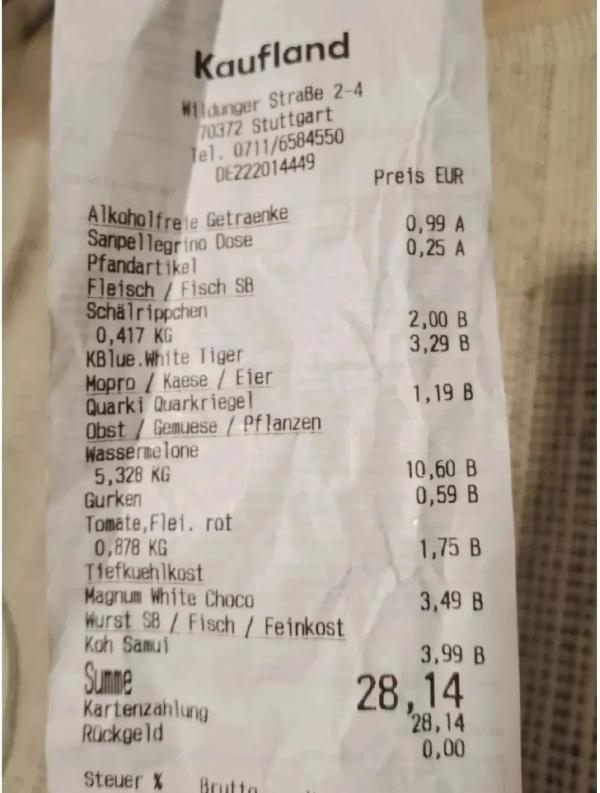 Kaufland
Wildunger Straße 2-4
70372 Stuttgart
Tel. 0711/6584550
DE222014449
Preis EUR
Alkoholfreie Getraenke
Sanpellegrino Dose 0,99 A
Pfandartikel 0,25 A
Fleisch / Fisch SB
Schälrippchen
0,417 KG 2,00 B
KBlue.White Tiger 3,29 B
Mopro / Kaese / Eier
Quarki Quarkriegel 1,19 B
Obst / Gemuese / Pflanzen
Wassermelone
5,328 KG 10,60 B
Gurken 0,59 B
Tomate,Flei. rot
0,878 KG 1,75 B
Tiefkuehlkost
Magnum White Choco 3,49 B
Wurst SB / Fisch / Feinkost
Koh Samui 3,99 B
Summe 28,14
Kartenzahlung 28,14
Rückgeld 0,00
Steuer % Brutto